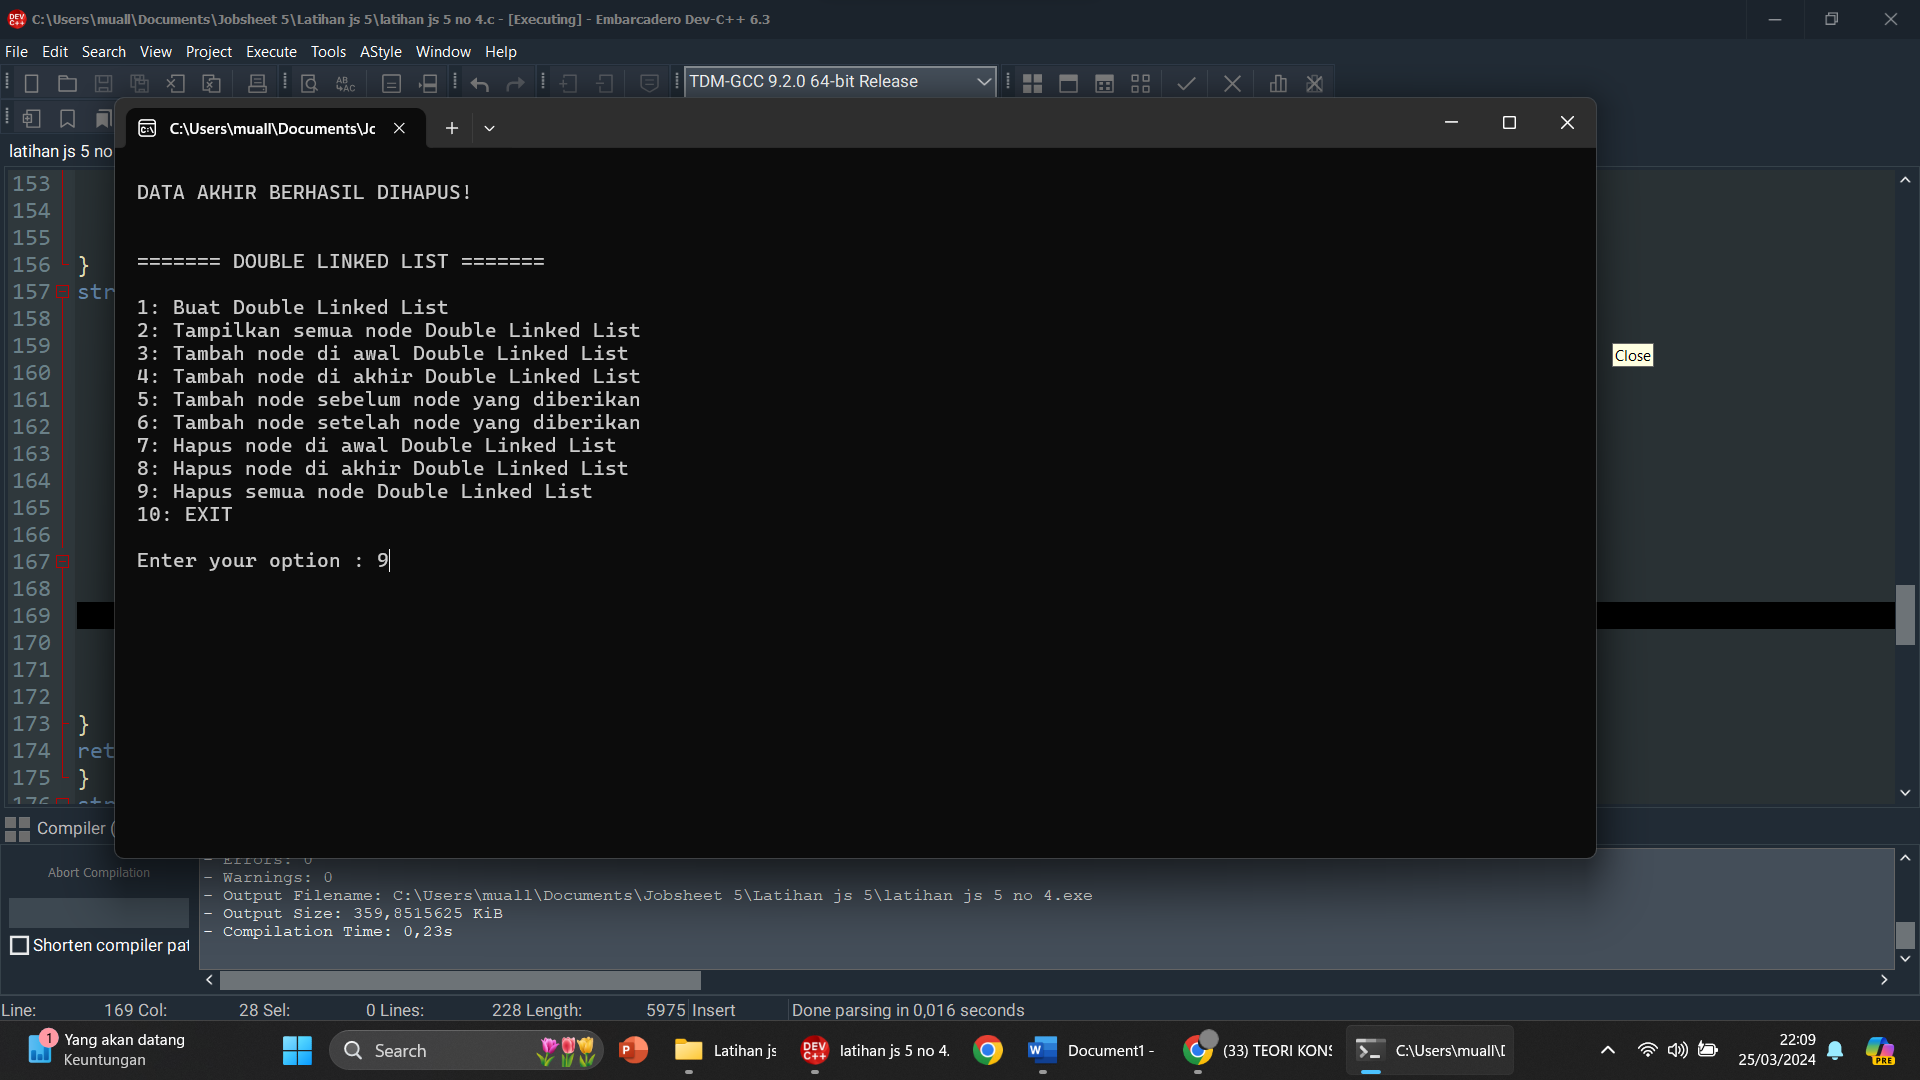 C:\Users\muall\Documents\Jobsheet 5\Latihan js 5\latihan js 5 no 4.c - [Executing] - Embarcadero Dev-C++ 6.3
File Edit Search View Project Execute Tools AStyle Window Help
TDM-GCC 9.2.0 64-bit Release
C:\Users\muall\Documents\Jc
latihan js 5 no
DATA AKHIR BERHASIL DIHAPUS!
======= DOUBLE LINKED LIST =======
1: Buat Double Linked List
2: Tampilkan semua node Double Linked List
3: Tambah node di awal Double Linked List
4: Tambah node di akhir Double Linked List
5: Tambah node sebelum node yang diberikan
6: Tambah node setelah node yang diberikan
7: Hapus node di awal Double Linked List
8: Hapus node di akhir Double Linked List
9: Hapus semua node Double Linked List
10: EXIT
Enter your option : 9
Close
153
154
155
156 }
157 str
158
159
160
161
162
163
164
165
166
167
168
169
170
171
172
173 }
174 ret
175 }
176 str
Compiler (
Abort Compilation
Shorten compiler pat
- Errors: 0
- Warnings: 0
- Output Filename: C:\Users\muall\Documents\Jobsheet 5\Latihan js 5\latihan js 5 no 4.exe
- Output Size: 359,8515625 KiB
- Compilation Time: 0,23s
Line: 169 Col: 28 Sel: 0 Lines: 228 Length: 5975 Insert Done parsing in 0,016 seconds
1 Yang akan datang
Keuntungan
Search
Latihan js
DEV C++
latihan js 5 no 4.
Document1 -
(33) TEORI KONS
C:\Users\muall\D
22:09
25/03/2024
PRE